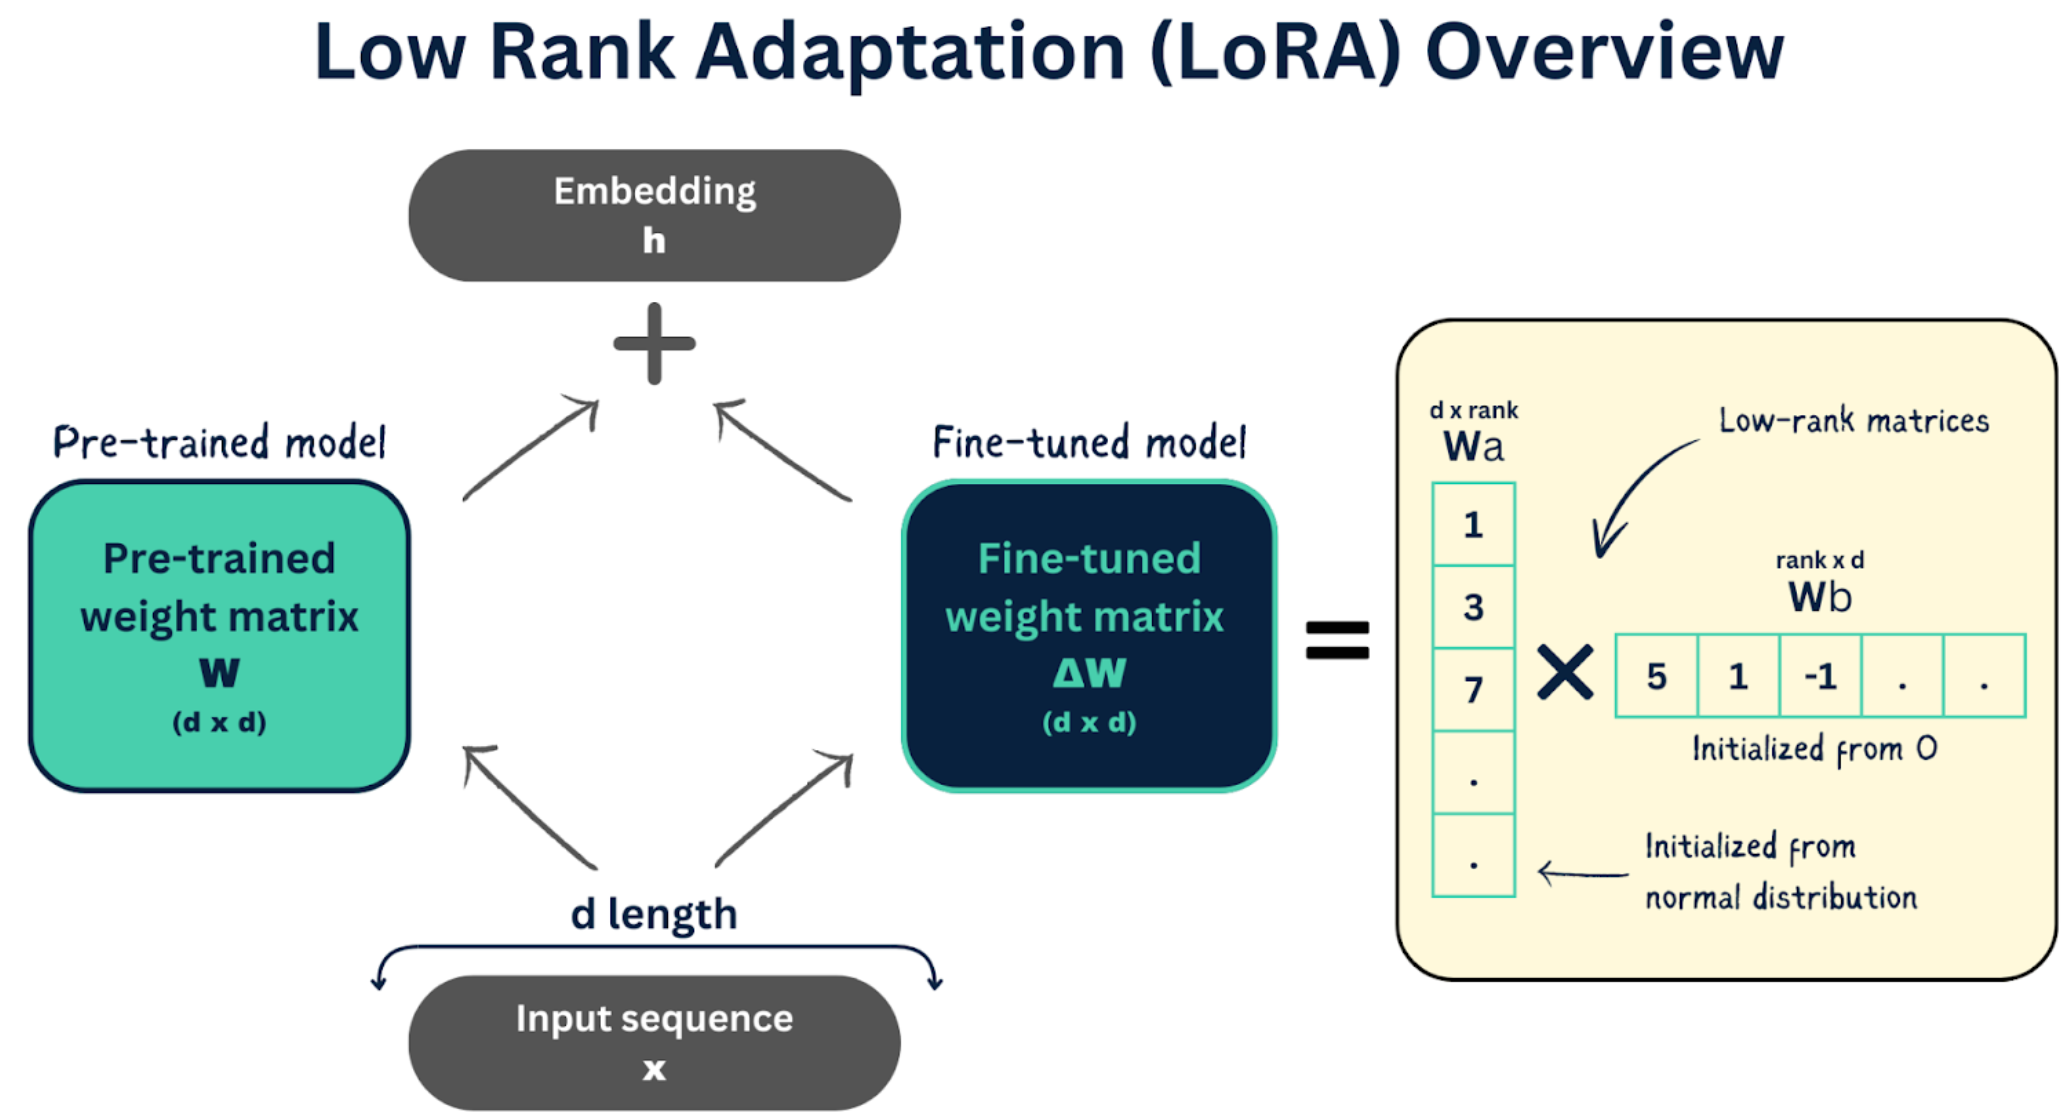 Low Rank Adaptation (LoRA) Overview
Embedding
h
+
Pre-trained model
Pre-trained
weight matrix
W
(d x d)
Fine-tuned model
Fine-tuned
weight matrix
ΔW
(d x d)
=
d x rank
Wa
1
3
7
.
.
×
Low-rank matrices
rank x d
Wb
5 1 -1 . .
Initialized from 0
Initialized from
normal distribution
d length
Input sequence
x